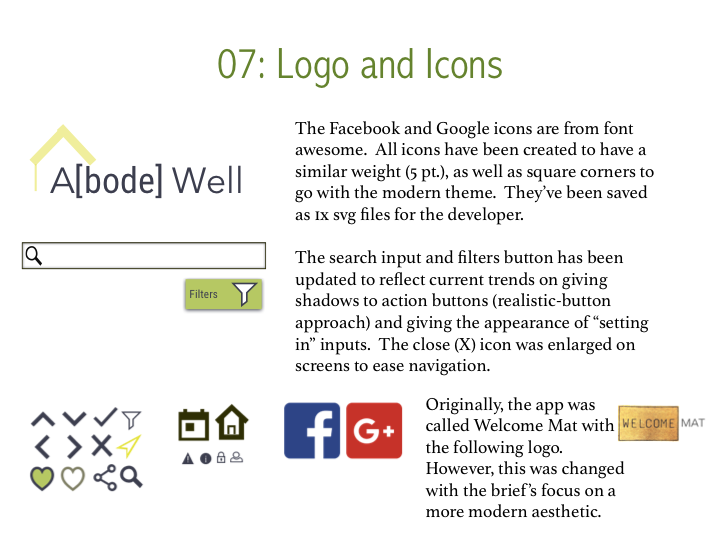 07: Logo and Icons
A[bode] Well
The Facebook and Google icons are from font
awesome.  All icons have been created to have a
similar weight (5 pt.), as well as square corners to
go with the modern theme.  They've been saved
as 1x svg files for the developer.
The search input and filters button has been
updated to reflect current trends on giving
shadows to action buttons (realistic-button
approach) and giving the appearance of “setting
in” inputs.  The close (X) icon was enlarged on
screens to ease navigation.
Filters
f
G+
Originally, the app was
called Welcome Mat with
the following logo.
However, this was changed
with the brief's focus on a
more modern aesthetic.
WELCOME MAT